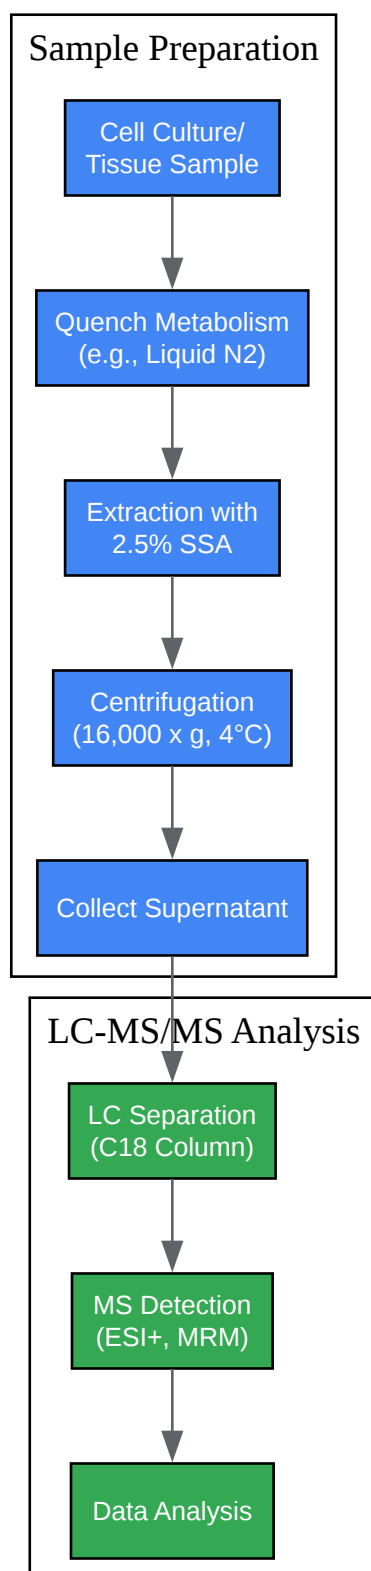 Sample Preparation
Cell Culture/
Tissue Sample
Quench Metabolism
(e.g., Liquid N2)
Extraction with
2.5% SSA
Centrifugation
(16,000 x g, 4°C)
Collect Supernatant
LC-MS/MS Analysis
LC Separation
(C18 Column)
MS Detection
(ESI+, MRM)
Data Analysis